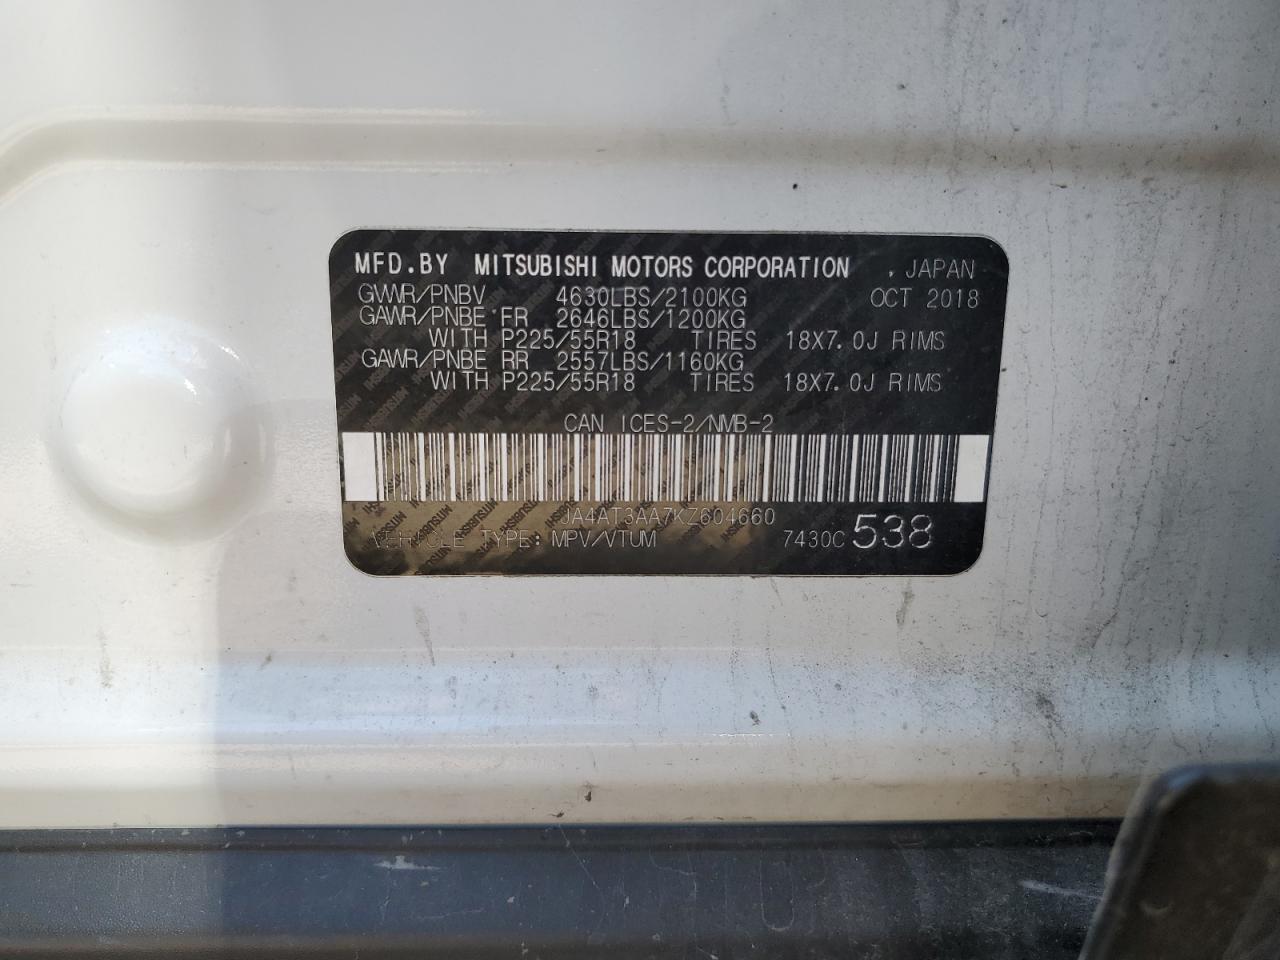 MFD.BY MITSUBISHI MOTORS CORPORATION . JAPAN
GVWR/PNBV 4630LBS/2100KG OCT 2018
GAWR/PNBE FR 2646LBS/1200KG
WITH P225/55R18 TIRES 18X7.0J RIMS
GAWR/PNBE RR 2557LBS/1160KG
WITH P225/55R18 TIRES 18X7.0J RIMS
CAN ICES-2/NMB-2
JA4AT3AA7KZ604660
VEHICLE TYPE: MPV/VTUM 7430C 538